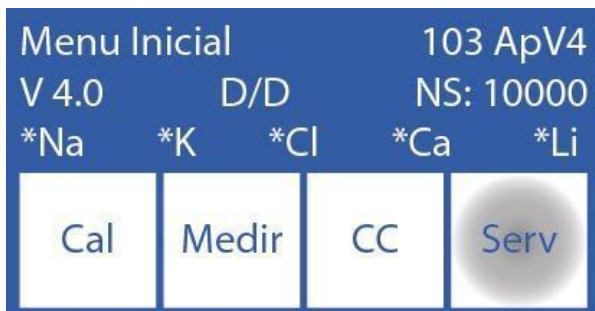 Menu Inicial 103 ApV4
V 4.0 D/D NS: 10000
*Na *K *Cl *Ca *Li
Cal Medir CC Serv